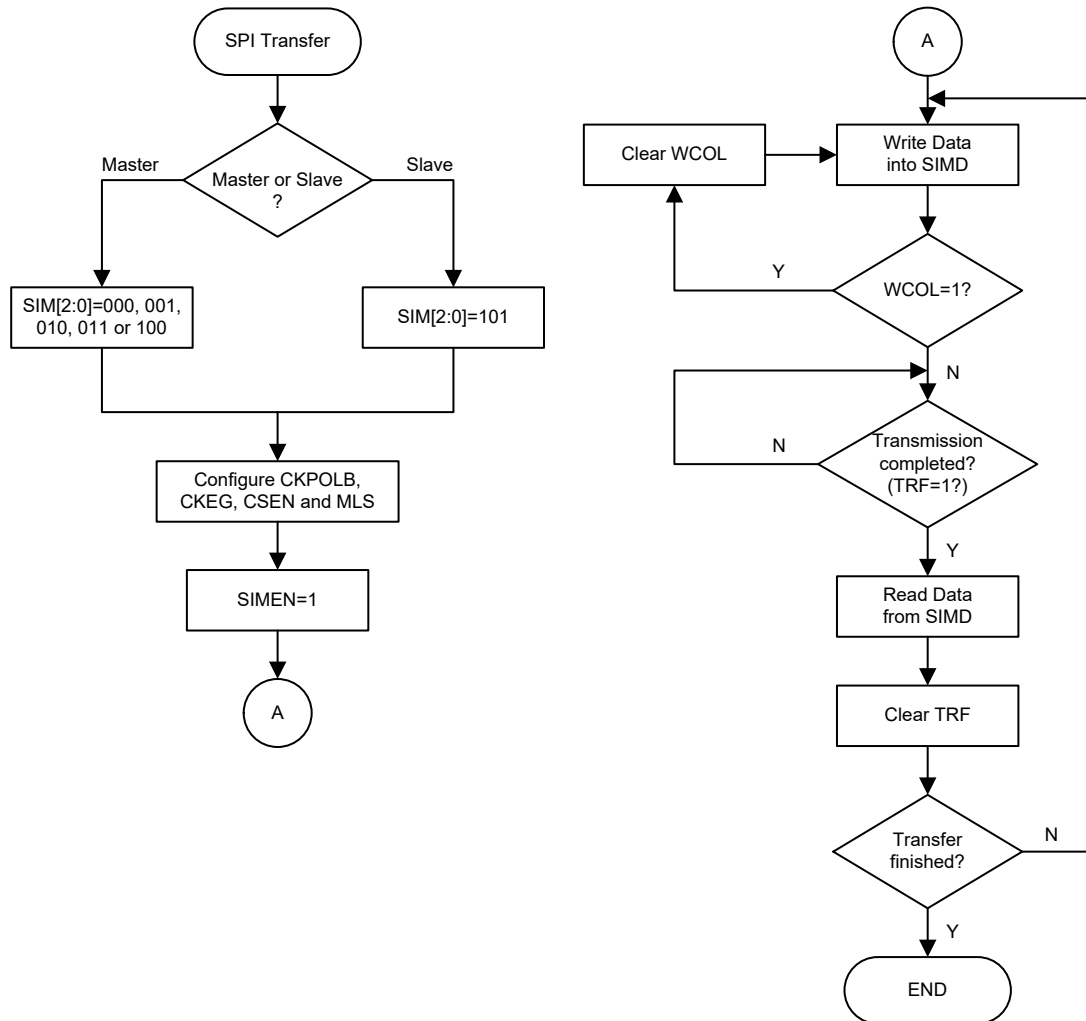 SPI Transfer
Master or Slave
?
Master
Slave
SIM[2:0]=000, 001,
010, 011 or 100
SIM[2:0]=101
Configure CKPOLB,
CKEG, CSEN and MLS
SIMEN=1
A
A
Clear WCOL
Write Data
into SIMD
Y
WCOL=1?
N
N
Transmission
completed?
(TRF=1?)
Y
Read Data
from SIMD
Clear TRF
Transfer
finished?
N
Y
END